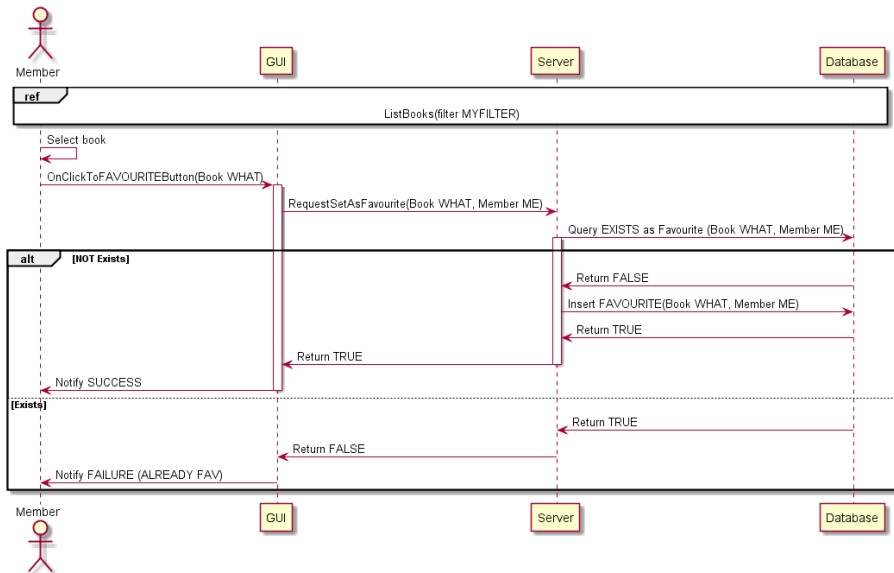 Member
GUI
Server
Database
ref
ListBooks(filter MYFILTER)
Select book
OnClickToFAVOURITEButton(Book WHAT)
RequestSetAsFavourite(Book WHAT, Member ME)
Query EXISTS as Favourite (Book WHAT, Member ME)
alt
[NOT Exists]
Return FALSE
Insert FAVOURITE(Book WHAT, Member ME)
Return TRUE
Return TRUE
Notify SUCCESS
[Exists]
Return TRUE
Return FALSE
Notify FAILURE (ALREADY FAV)
Member
GUI
Server
Database